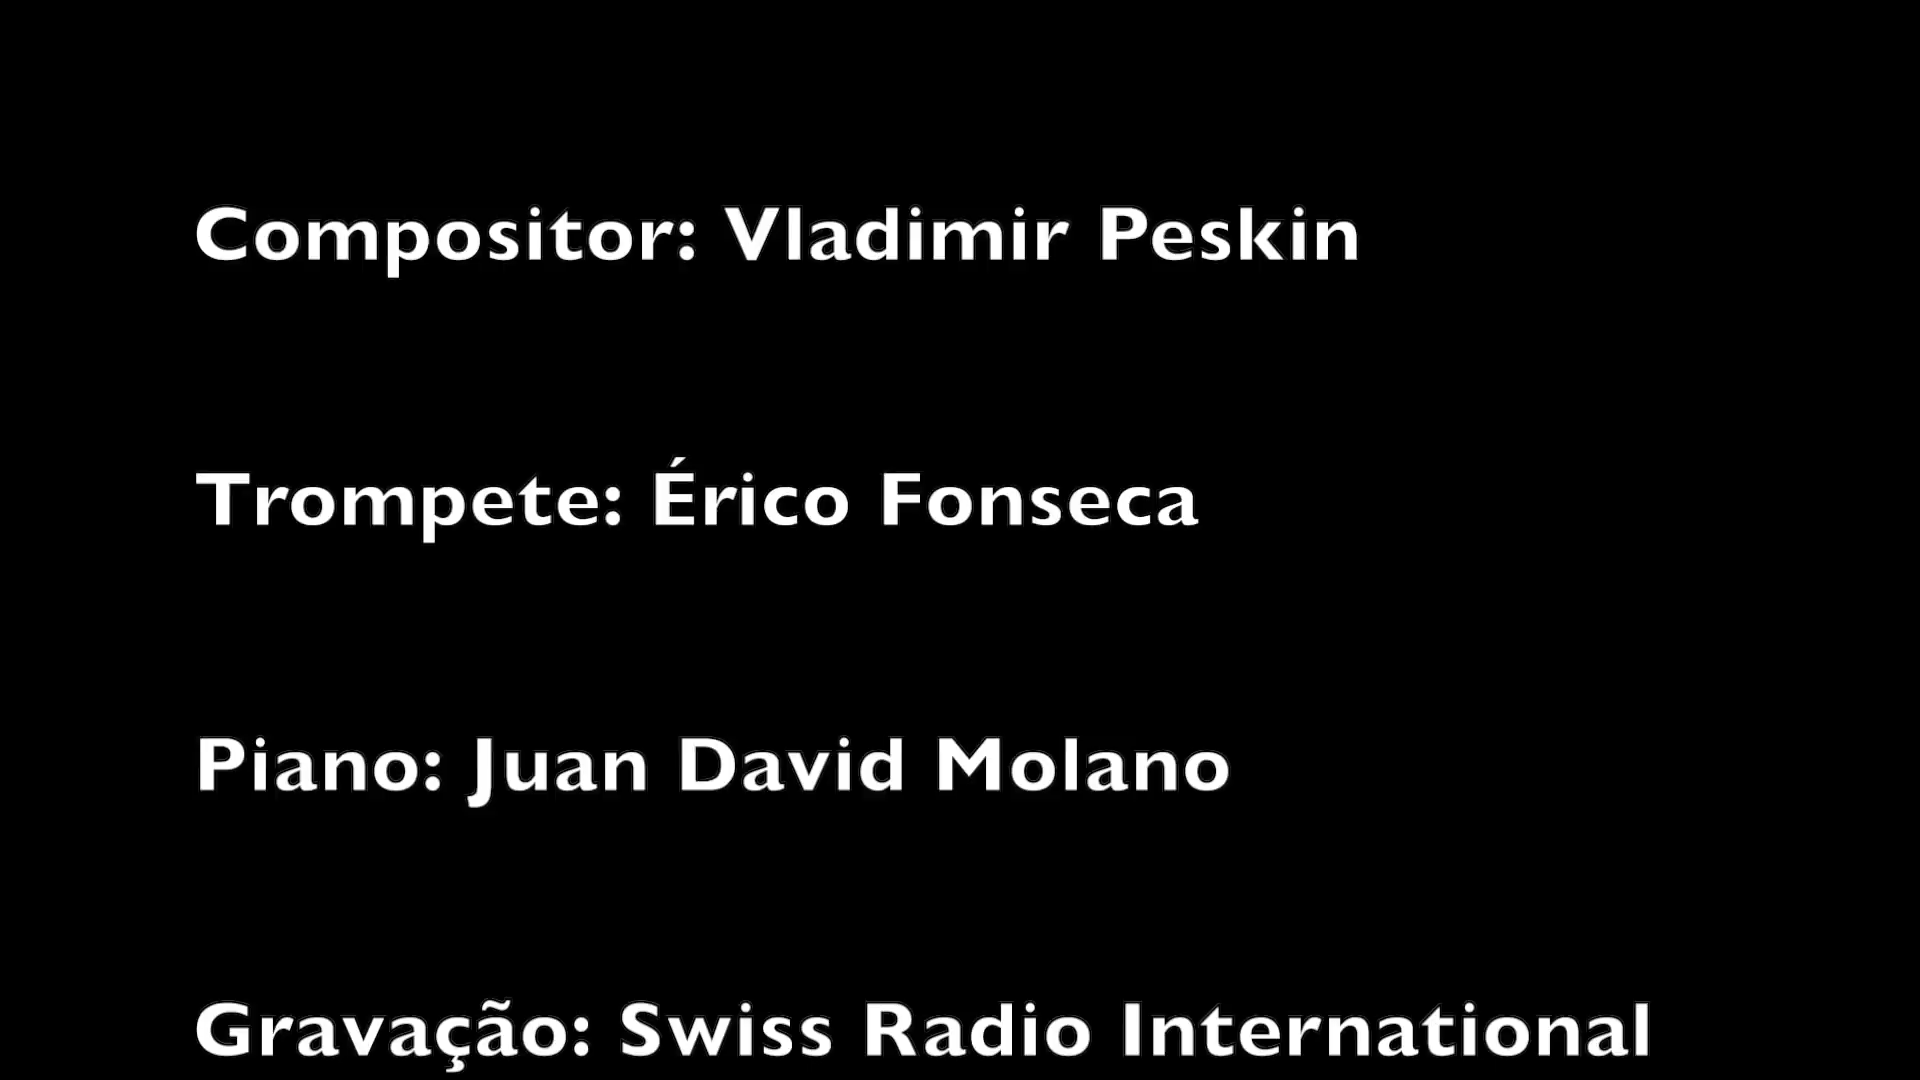 Compositor: Vladimir Peskin
Trompete: Érico Fonseca
Piano: Juan David Molano
Gravação: Swiss Radio International